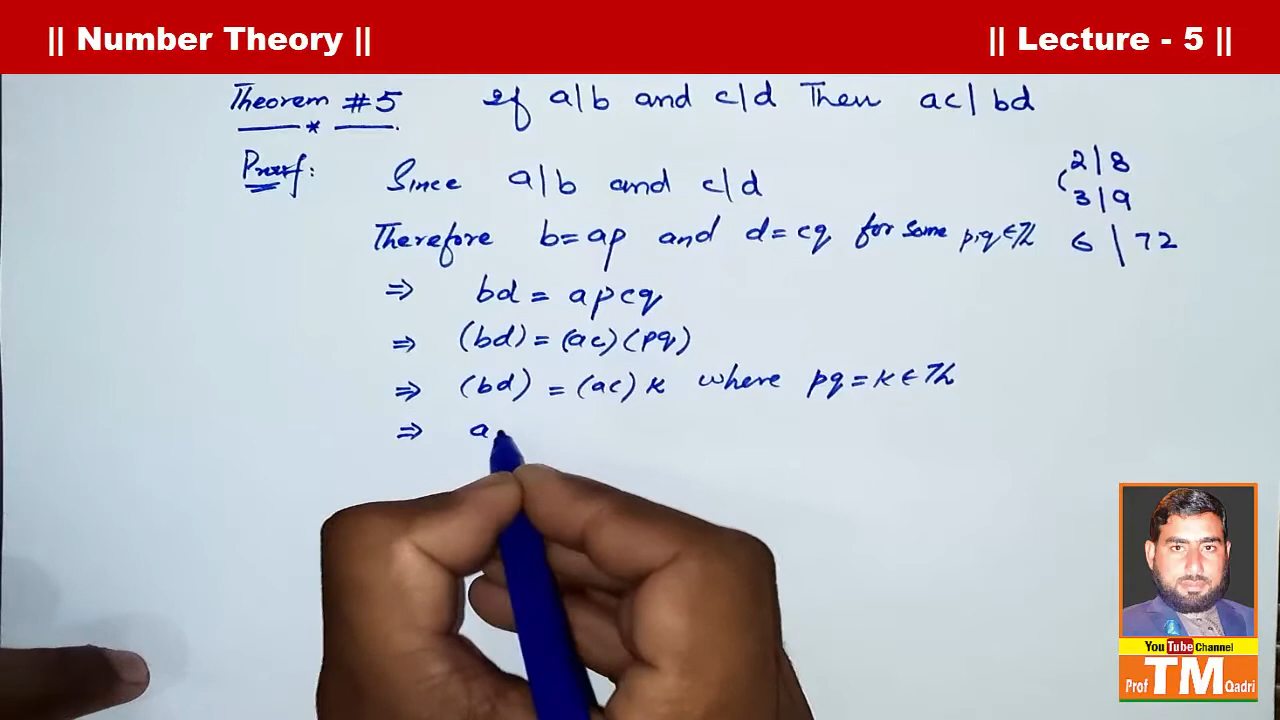 || Number Theory || || Lecture - 5 ||
Theorem #5 If a|b and c|d Then ac|bd
Proof: Since a|b and c|d
2|8
3|9
6|72
Therefore b=ap and d=cq for some p,q∈ℤ
⇒ bd = apcq
⇒ (bd) = (ac)(pq)
⇒ (bd) = (ac)k where pq=k∈ℤ
⇒ a
YouTube Channel
Prof TM Qadri